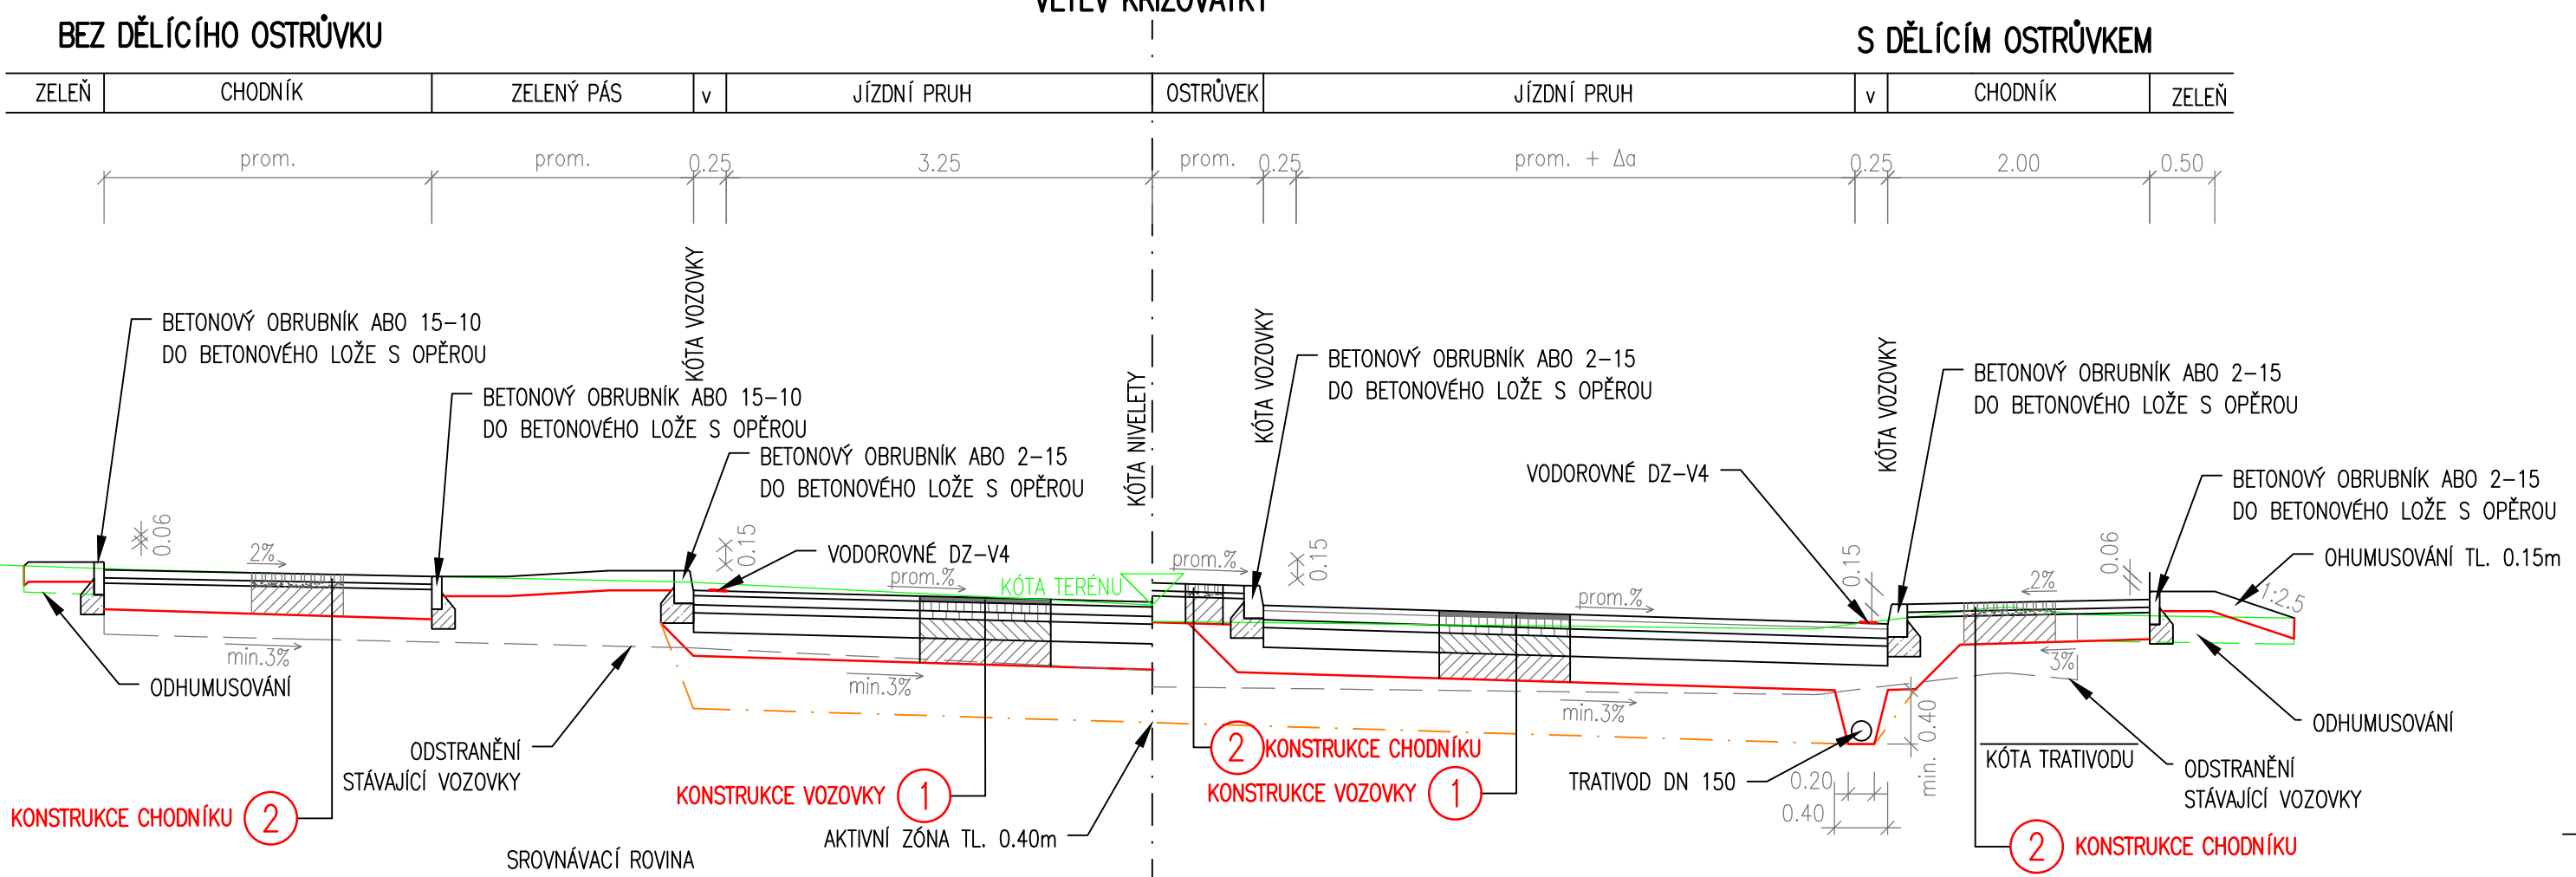 VĚTEV KŘIŽOVATKY
BEZ DĚLÍCÍHO OSTRŮVKU
S DĚLÍCÍM OSTRŮVKEM
ZELEŇ CHODNÍK ZELENÝ PÁS v JÍZDNÍ PRUH OSTRŮVEK JÍZDNÍ PRUH v CHODNÍK ZELEŇ
prom. prom. 0.25 3.25 prom. 0.25 prom. + Δa 0.25 2.00 0.50
KÓTA VOZOVKY
KÓTA NIVELETY
KÓTA VOZOVKY
KÓTA VOZOVKY
BETONOVÝ OBRUBNÍK ABO 15-10
DO BETONOVÉHO LOŽE S OPĚROU
BETONOVÝ OBRUBNÍK ABO 15-10
DO BETONOVÉHO LOŽE S OPĚROU
BETONOVÝ OBRUBNÍK ABO 2-15
DO BETONOVÉHO LOŽE S OPĚROU
BETONOVÝ OBRUBNÍK ABO 2-15
DO BETONOVÉHO LOŽE S OPĚROU
BETONOVÝ OBRUBNÍK ABO 2-15
DO BETONOVÉHO LOŽE S OPĚROU
BETONOVÝ OBRUBNÍK ABO 2-15
DO BETONOVÉHO LOŽE S OPĚROU
VODOROVNÉ DZ-V4
VODOROVNÉ DZ-V4
OHUMUSOVÁNÍ TL. 0.15m
0.06
2%
0.15
prom.%
KÓTA TERÉNU
prom.%
0.15
prom.%
0.15
2%
0.06
1:2.5
min.3%
min.3%
min.3%
3%
ODHUMUSOVÁNÍ
ODSTRANĚNÍ
STÁVAJÍCÍ VOZOVKY
KONSTRUKCE CHODNÍKU 2
KONSTRUKCE VOZOVKY 1
AKTIVNÍ ZÓNA TL. 0.40m
SROVNÁVACÍ ROVINA
2 KONSTRUKCE CHODNÍKU
KONSTRUKCE VOZOVKY 1
TRATIVOD DN 150
0.20
0.40
min. 0.40
KÓTA TRATIVODU
ODHUMUSOVÁNÍ
ODSTRANĚNÍ
STÁVAJÍCÍ VOZOVKY
2 KONSTRUKCE CHODNÍKU